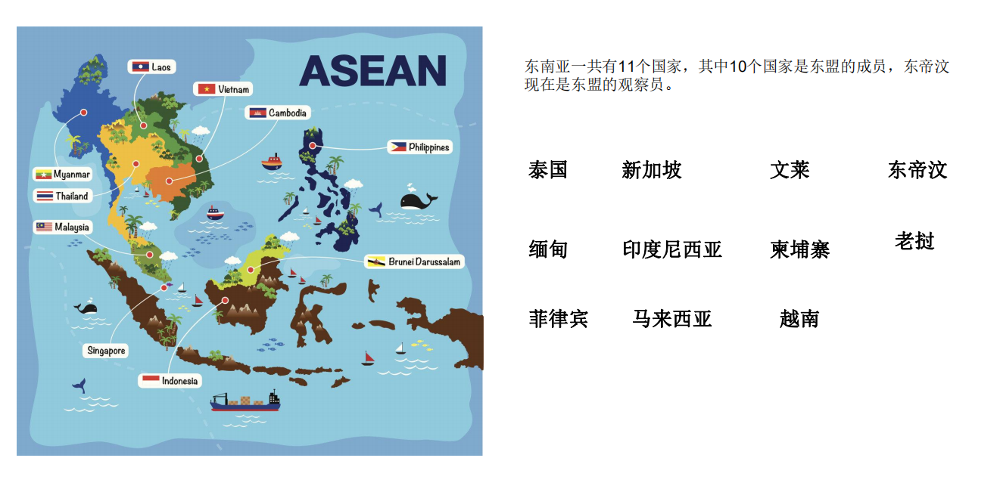 ASEAN
Laos
Vietnam
Cambodia
Philippines
Myanmar
Thailand
Malaysia
Brunei Darussalam
Singapore
Indonesia
东南亚一共有11个国家，其中10个国家是东盟的成员，东帝汶
现在是东盟的观察员。
泰国 新加坡 文莱 东帝汶
缅甸 印度尼西亚 柬埔寨 老挝
菲律宾 马来西亚 越南